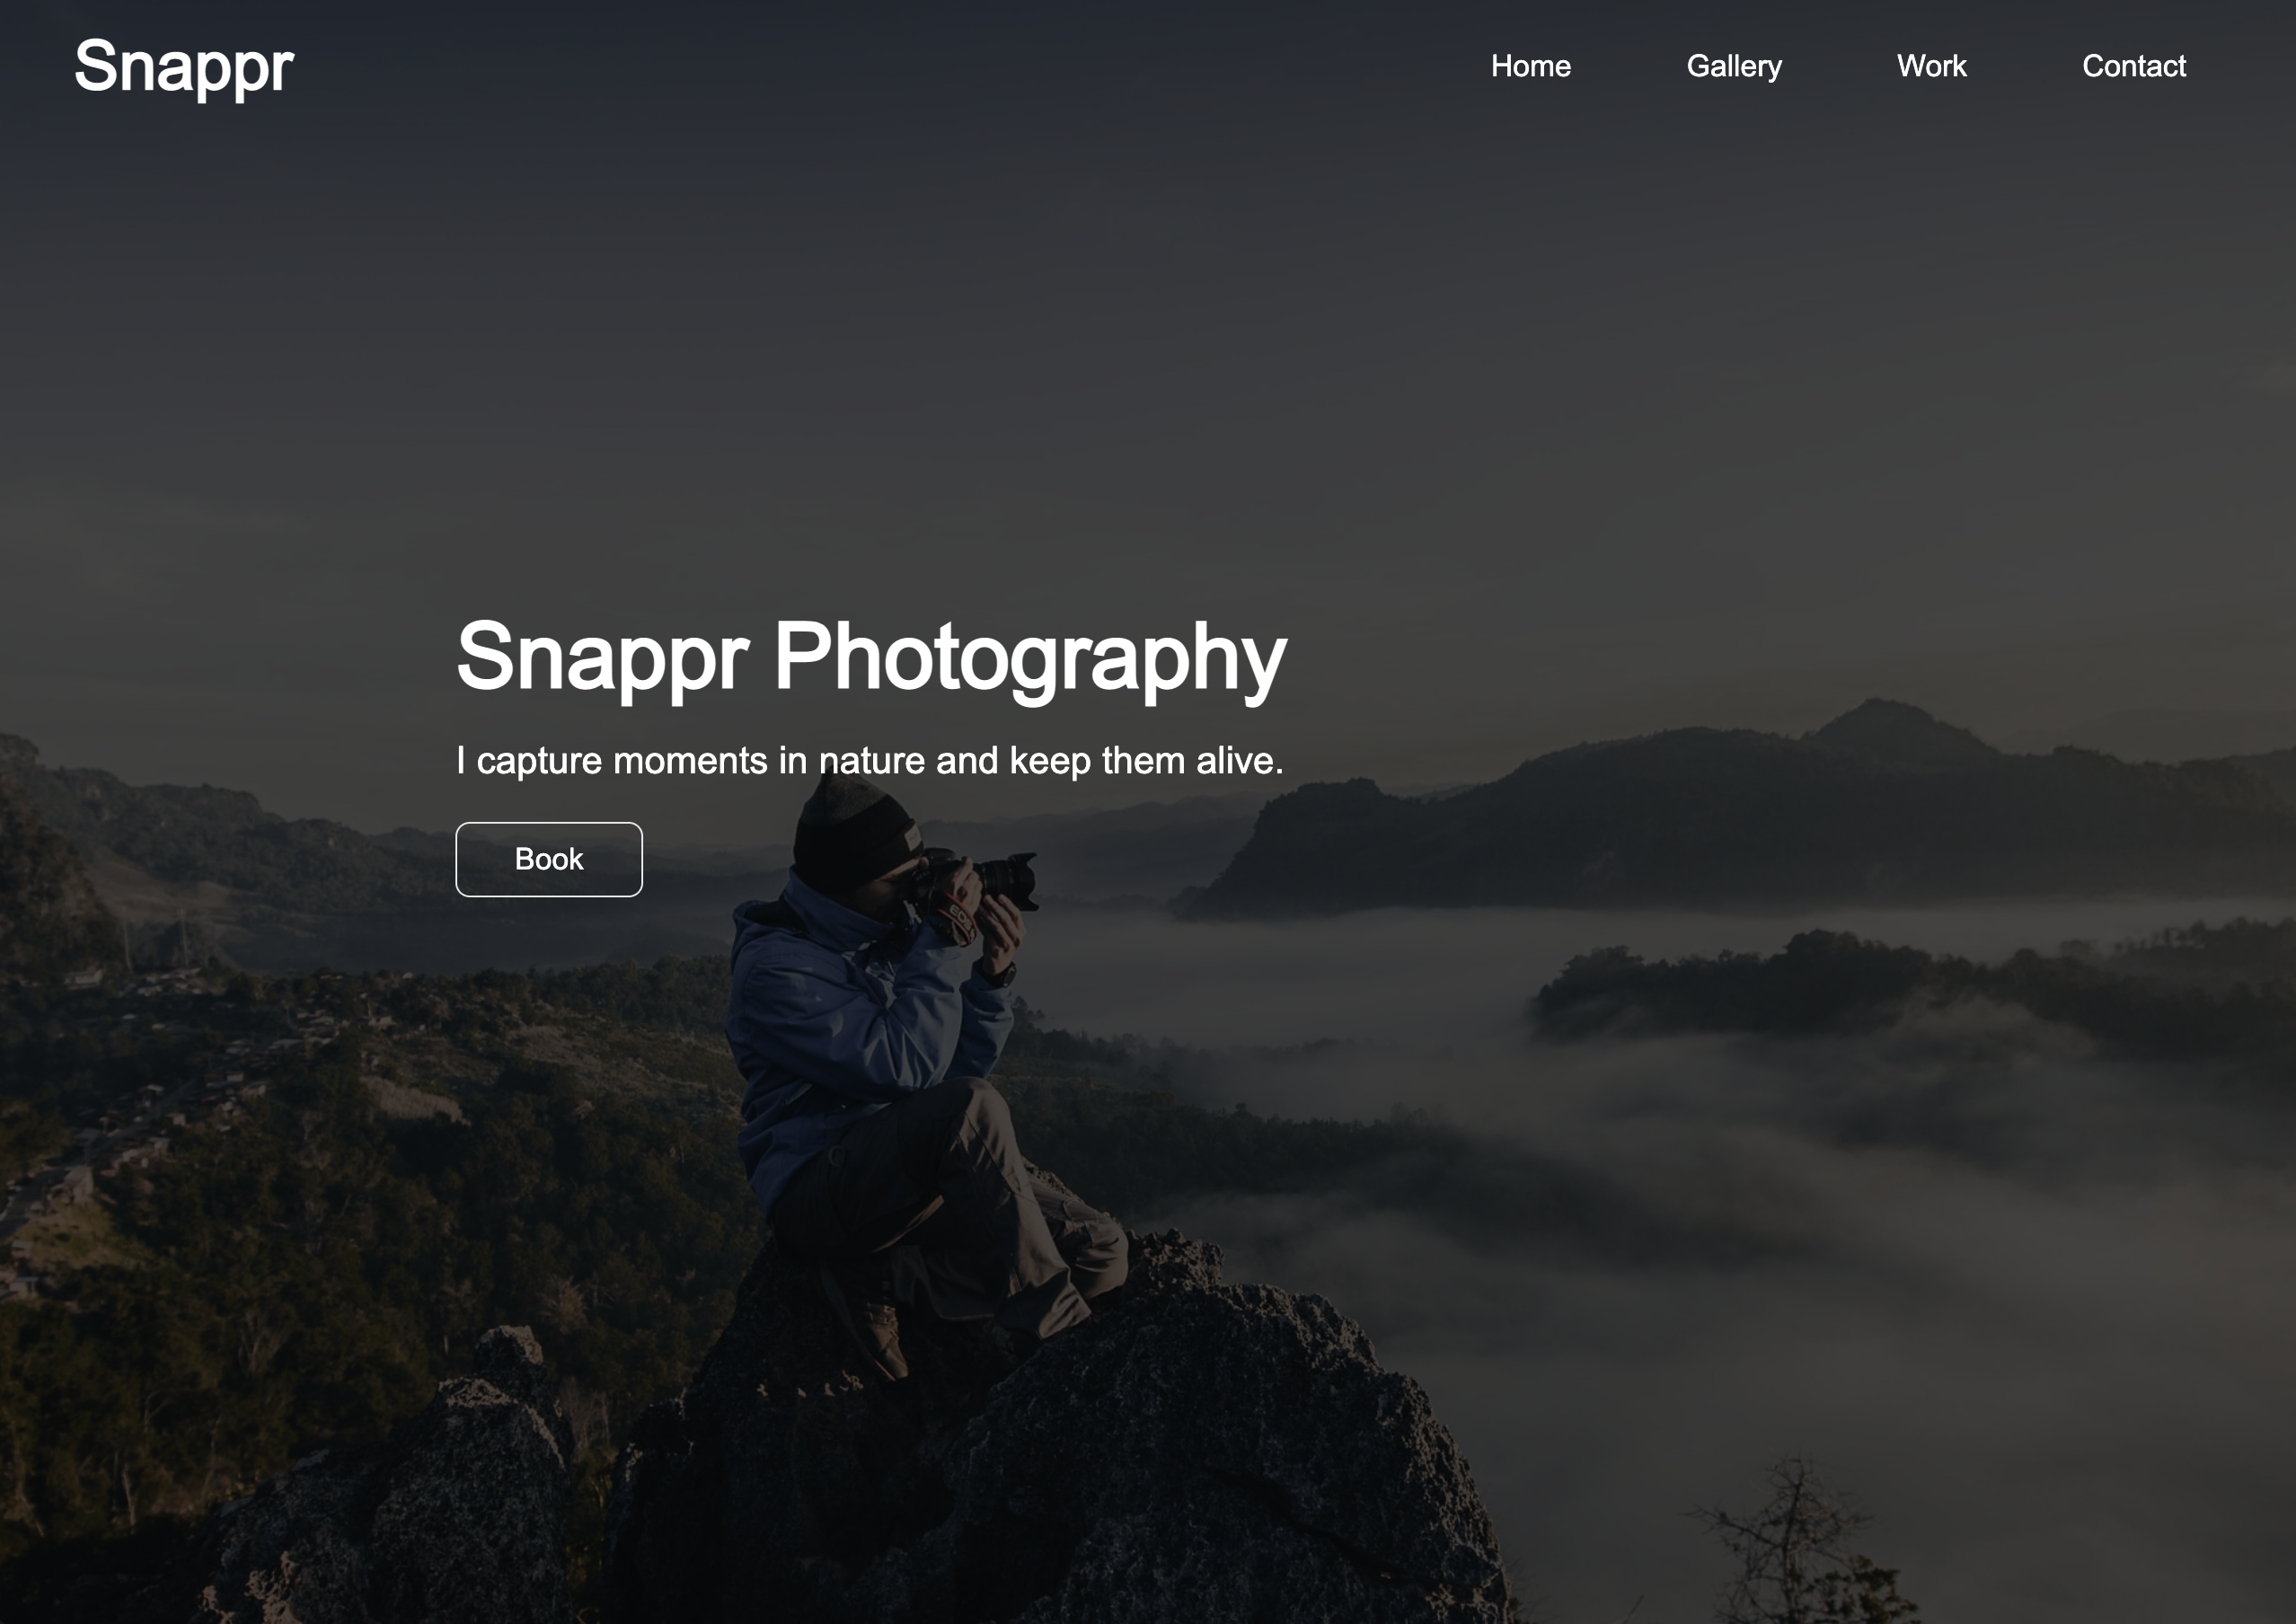 Snappr
Home Gallery Work Contact
Snappr Photography
I capture moments in nature and keep them alive.
Book